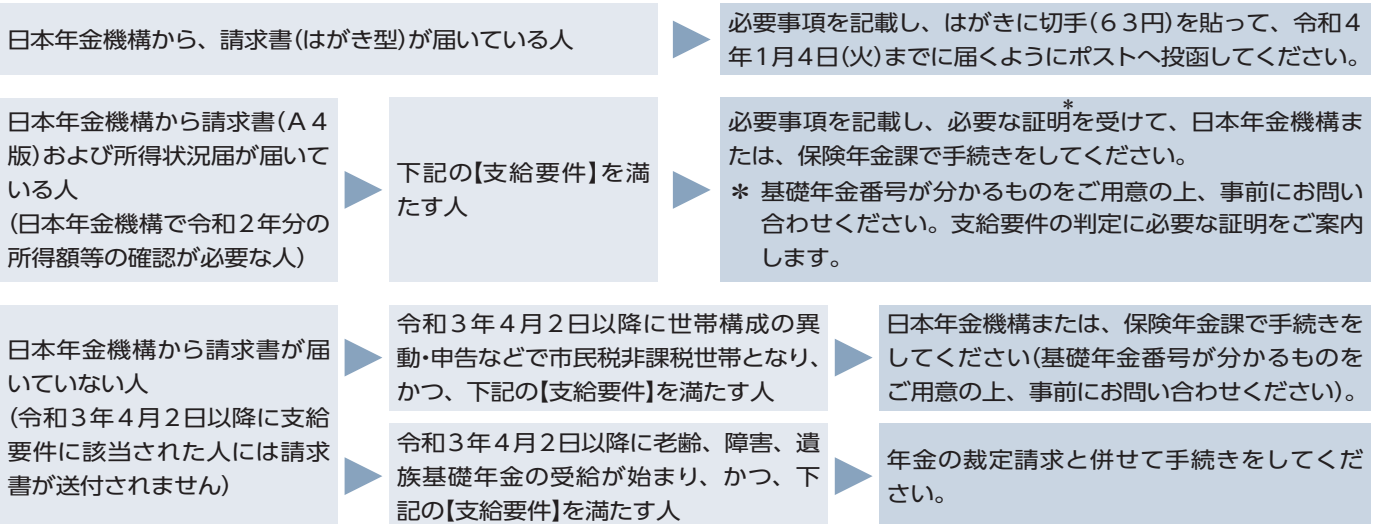 日本年金機構から、請求書(はがき型)が届いている人
必要事項を記載し、はがきに切手(63円)を貼って、令和4
年1月4日(火)までに届くようにポストへ投函してください。
日本年金機構から請求書(A4
版)および所得状況届が届いて
いる人
(日本年金機構で令和2年分の
所得額等の確認が必要な人)
下記の【支給要件】を満
たす人
必要事項を記載し、必要な証明*を受けて、日本年金機構ま
たは、保険年金課で手続きをしてください。
* 基礎年金番号が分かるものをご用意の上、事前にお問い
合わせください。支給要件の判定に必要な証明をご案内
します。
日本年金機構から請求書が届
いていない人
(令和3年4月2日以降に支給
要件に該当された人には請求
書が送付されません)
令和3年4月2日以降に世帯構成の異
動・申告などで市民税非課税世帯となり、
かつ、下記の【支給要件】を満たす人
日本年金機構または、保険年金課で手続きを
してください(基礎年金番号が分かるものを
ご用意の上、事前にお問い合わせください)。
令和3年4月2日以降に老齢、障害、遺
族基礎年金の受給が始まり、かつ、下
記の【支給要件】を満たす人
年金の裁定請求と併せて手続きをしてくだ
さい。